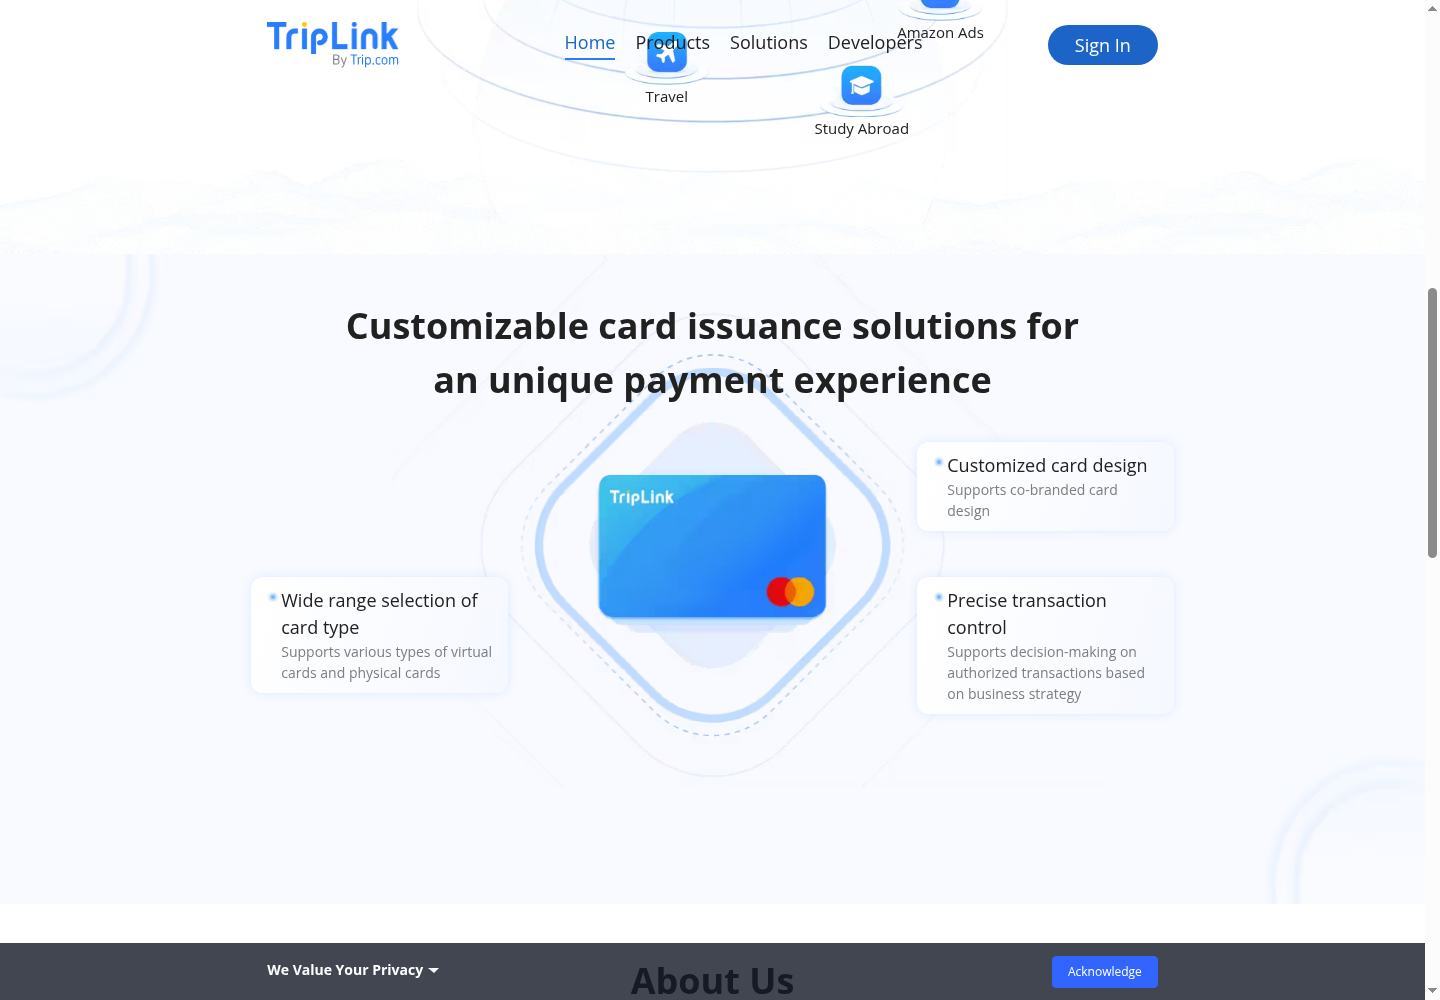 TripLink
By Trip.com
Home
Products
Solutions
Developers
Amazon Ads
Sign In
Travel
Study Abroad
Customizable card issuance solutions for
an unique payment experience
TripLink
Customized card design
Supports co-branded card
design
Wide range selection of
card type
Supports various types of virtual
cards and physical cards
Precise transaction
control
Supports decision-making on
authorized transactions based
on business strategy
We Value Your Privacy
About Us
Acknowledge